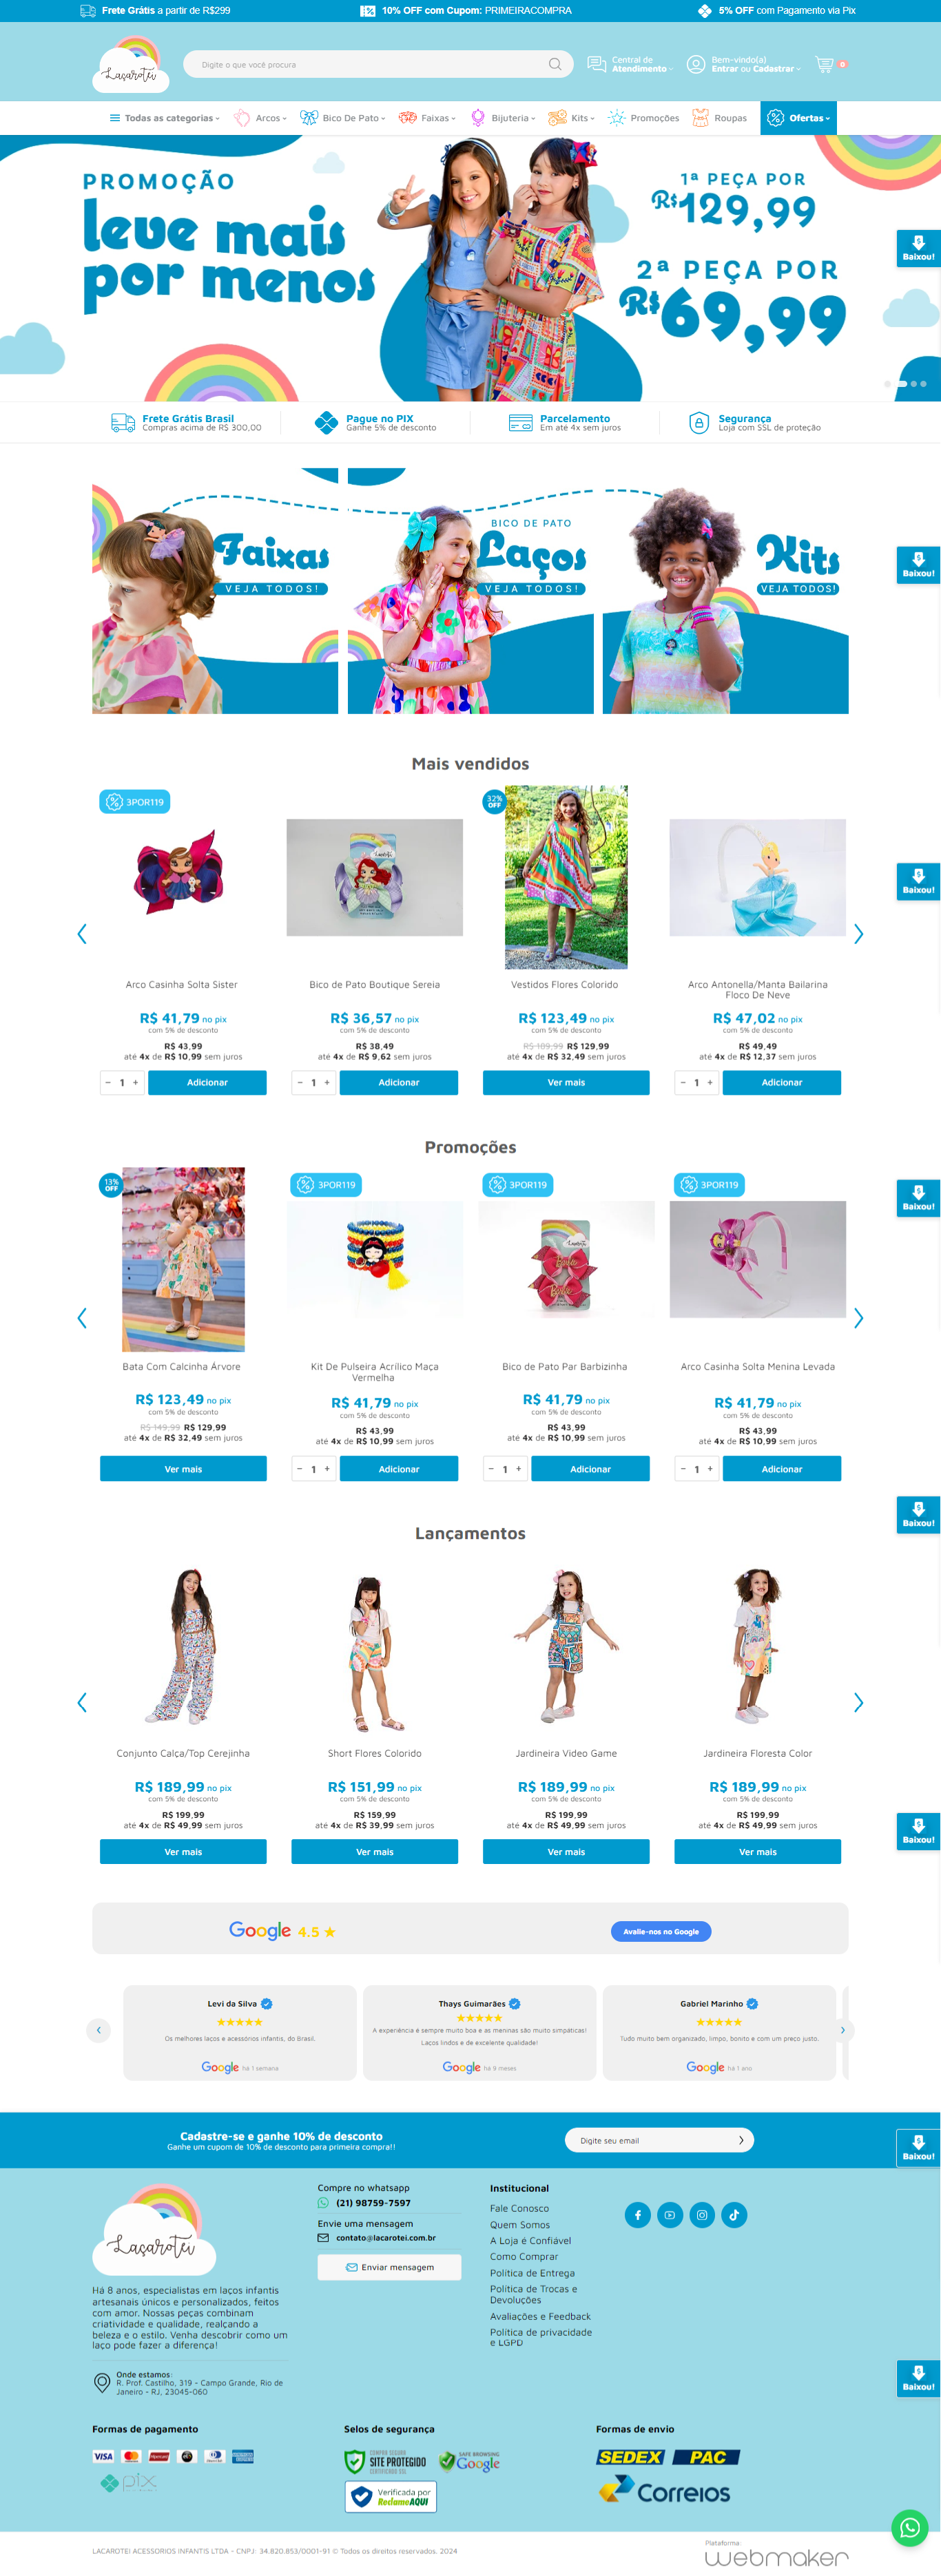 Frete Grátis a partir de R$299
10% OFF com Cupom: PRIMEIRACOMPRA
5% OFF com Pagamento via Pix
Laçarotei
Digite o que você procura
Central de
Atendimento
Bem-vindo(a)
Entrar ou Cadastrar
0
Todas as categorias
Arcos
Bico De Pato
Faixas
Bijuteria
Kits
Promoções
Roupas
Ofertas
PROMOÇÃO
leve mais
por menos
1ª PEÇA POR
R$129,99
2ª PEÇA POR
R$69,99
Baixou!
Frete Grátis Brasil
Compras acima de R$ 300,00
Pague no PIX
Ganhe 5% de desconto
Parcelamento
Em até 4x sem juros
Segurança
Loja com SSL de proteção
Faixas
VEJA TODOS!
BICO DE PATO
Laços
VEJA TODOS!
Kits
VEJA TODOS!
Baixou!
Mais vendidos
3POR119
32%
OFF
Baixou!
Arco Casinha Solta Sister
R$ 41,79 no pix
com 5% de desconto
R$ 43,99
até 4x de R$ 10,99 sem juros
- 1 +
Adicionar
Bico de Pato Boutique Sereia
R$ 36,57 no pix
com 5% de desconto
R$ 38,49
até 4x de R$ 9,62 sem juros
- 1 +
Adicionar
Vestidos Flores Colorido
R$ 123,49 no pix
com 5% de desconto
R$ 189,99 R$ 129,99
até 4x de R$ 32,49 sem juros
Ver mais
Arco Antonella/Manta Bailarina
Floco De Neve
R$ 47,02 no pix
com 5% de desconto
R$ 49,49
até 4x de R$ 12,37 sem juros
- 1 +
Adicionar
Promoções
13%
OFF
3POR119
3POR119
3POR119
Baixou!
Bata Com Calcinha Árvore
R$ 123,49 no pix
com 5% de desconto
R$ 149,99 R$ 129,99
até 4x de R$ 32,49 sem juros
Ver mais
Kit De Pulseira Acrílico Maça
Vermelha
R$ 41,79 no pix
com 5% de desconto
R$ 43,99
até 4x de R$ 10,99 sem juros
- 1 +
Adicionar
Bico de Pato Par Barbizinha
R$ 41,79 no pix
com 5% de desconto
R$ 43,99
até 4x de R$ 10,99 sem juros
- 1 +
Adicionar
Arco Casinha Solta Menina Levada
R$ 41,79 no pix
com 5% de desconto
R$ 43,99
até 4x de R$ 10,99 sem juros
- 1 +
Adicionar
Baixou!
Lançamentos
Conjunto Calça/Top Cerejinha
R$ 189,99 no pix
com 5% de desconto
R$ 199,99
até 4x de R$ 49,99 sem juros
Ver mais
Short Flores Colorido
R$ 151,99 no pix
com 5% de desconto
R$ 159,99
até 4x de R$ 39,99 sem juros
Ver mais
Jardineira Video Game
R$ 189,99 no pix
com 5% de desconto
R$ 199,99
até 4x de R$ 49,99 sem juros
Ver mais
Jardineira Floresta Color
R$ 189,99 no pix
com 5% de desconto
R$ 199,99
até 4x de R$ 49,99 sem juros
Ver mais
Baixou!
Google 4.5
Avalie-nos no Google
Levi da Silva
Os melhores laços e acessórios infantis, do Brasil.
Google há 1 semana
Thays Guimarães
A experiência é sempre muito boa e as meninas são muito simpáticas!
Laços lindos e de excelente qualidade!
Google há 9 meses
Gabriel Marinho
Tudo muito bem organizado, limpo, bonito e com um preço justo.
Google há 1 ano
Cadastre-se e ganhe 10% de desconto
Ganhe um cupom de 10% de desconto para primeira compra!!
Digite seu email
Baixou!
Laçarotei
Há 8 anos, especialistas em laços infantis
artesanais únicos e personalizados, feitos
com amor. Nossas peças combinam
criatividade e qualidade, realçando a
beleza e o estilo. Venha descobrir como um
laço pode fazer a diferença!
Onde estamos:
R. Prof. Castilho, 319 - Campo Grande, Rio de
Janeiro - RJ, 23045-060
Compre no whatsapp
(21) 98759-7597
Envie uma mensagem
contato@lacarotei.com.br
Enviar mensagem
Institucional
Fale Conosco
Quem Somos
A Loja é Confiável
Como Comprar
Política de Entrega
Política de Trocas e
Devoluções
Avaliações e Feedback
Política de privacidade
e LGPD
Baixou!
Formas de pagamento
VISA
pix
Selos de segurança
COMPRA SEGURA
SITE PROTEGIDO
CERTIFICADO SSL
SAFE BROWSING
Google
Verificada por
ReclameAQUI
Formas de envio
SEDEX
PAC
Correios
LACAROTEI ACESSORIOS INFANTIS LTDA - CNPJ: 34.820.853/0001-91 © Todos os direitos reservados. 2024
Plataforma:
webmaker